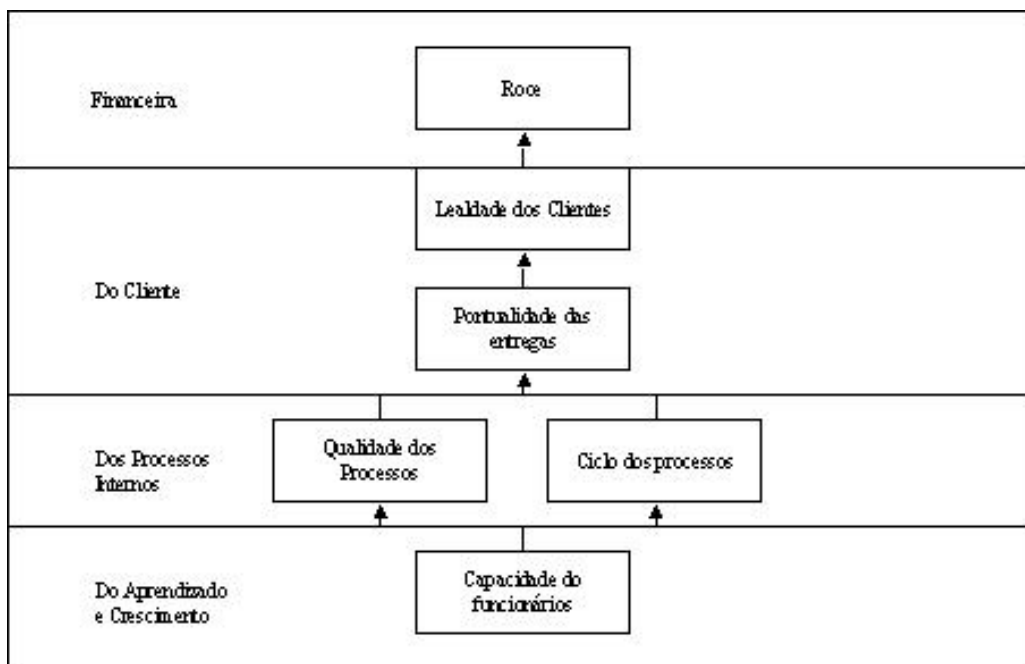 Financeira
Roce
Lealdade dos Clientes
Do Cliente
Pontualidade das
entregas
Dos Processos
Internos
Qualidade dos
Processos
Ciclo dos processos
Do Aprendizado
e Crescimento
Capacidade do
funcionários